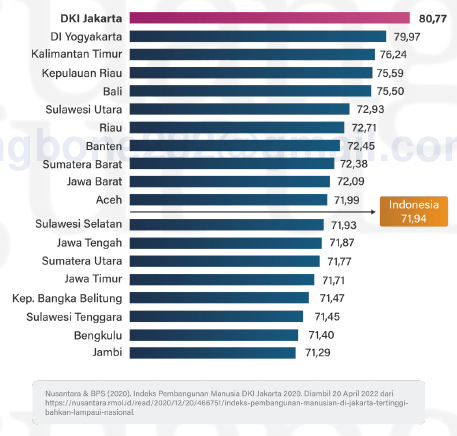 DKI Jakarta 80,77
DI Yogyakarta 79,97
Kalimantan Timur 76,24
Kepulauan Riau 75,59
Bali 75,50
Sulawesi Utara 72,93
Riau 72,71
Banten 72,45
Sumatera Barat 72,38
Jawa Barat 72,09
Aceh 71,99
Indonesia
71,94
Sulawesi Selatan 71,93
Jawa Tengah 71,87
Sumatera Utara 71,77
Jawa Timur 71,71
Kep. Bangka Belitung 71,47
Sulawesi Tenggara 71,45
Bengkulu 71,40
Jambi 71,29
Nusantara & BPS (2020). Indeks Pembangunan Manusia DKI Jakarta 2020. Diambil 20 April 2022 dari
https://nusantara.rmol.id/read/2020/12/20/466751/indeks-pembangunan-manusian-di-jakarta-tertinggi-
bahkan-lampaui-nasional.